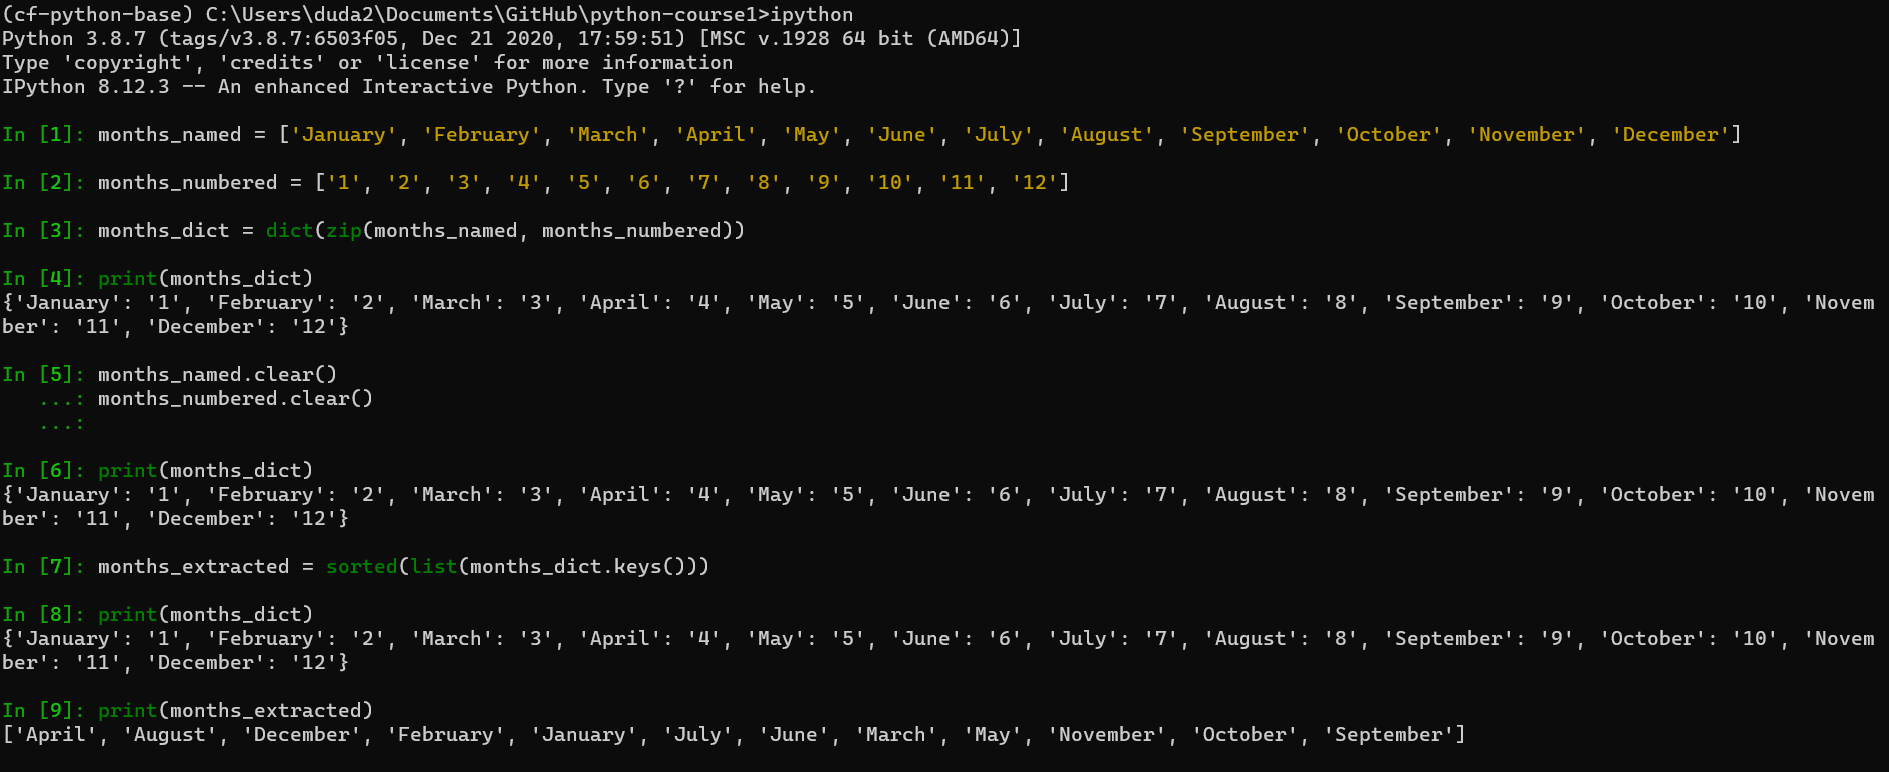 (cf-python-base) C:\Users\duda2\Documents\GitHub\python-course1>ipython
Python 3.8.7 (tags/v3.8.7:6503f05, Dec 21 2020, 17:59:51) [MSC v.1928 64 bit (AMD64)]
Type 'copyright', 'credits' or 'license' for more information
IPython 8.12.3 -- An enhanced Interactive Python. Type '?' for help.
In [1]: months_named = ['January', 'February', 'March', 'April', 'May', 'June', 'July', 'August', 'September', 'October', 'November', 'December']
In [2]: months_numbered = ['1', '2', '3', '4', '5', '6', '7', '8', '9', '10', '11', '12']
In [3]: months_dict = dict(zip(months_named, months_numbered))
In [4]: print(months_dict)
{'January': '1', 'February': '2', 'March': '3', 'April': '4', 'May': '5', 'June': '6', 'July': '7', 'August': '8', 'September': '9', 'October': '10', 'Novem
ber': '11', 'December': '12'}
In [5]: months_named.clear()
   ...: months_numbered.clear()
   ...:
In [6]: print(months_dict)
{'January': '1', 'February': '2', 'March': '3', 'April': '4', 'May': '5', 'June': '6', 'July': '7', 'August': '8', 'September': '9', 'October': '10', 'Novem
ber': '11', 'December': '12'}
In [7]: months_extracted = sorted(list(months_dict.keys()))
In [8]: print(months_dict)
{'January': '1', 'February': '2', 'March': '3', 'April': '4', 'May': '5', 'June': '6', 'July': '7', 'August': '8', 'September': '9', 'October': '10', 'Novem
ber': '11', 'December': '12'}
In [9]: print(months_extracted)
['April', 'August', 'December', 'February', 'January', 'July', 'June', 'March', 'May', 'November', 'October', 'September']